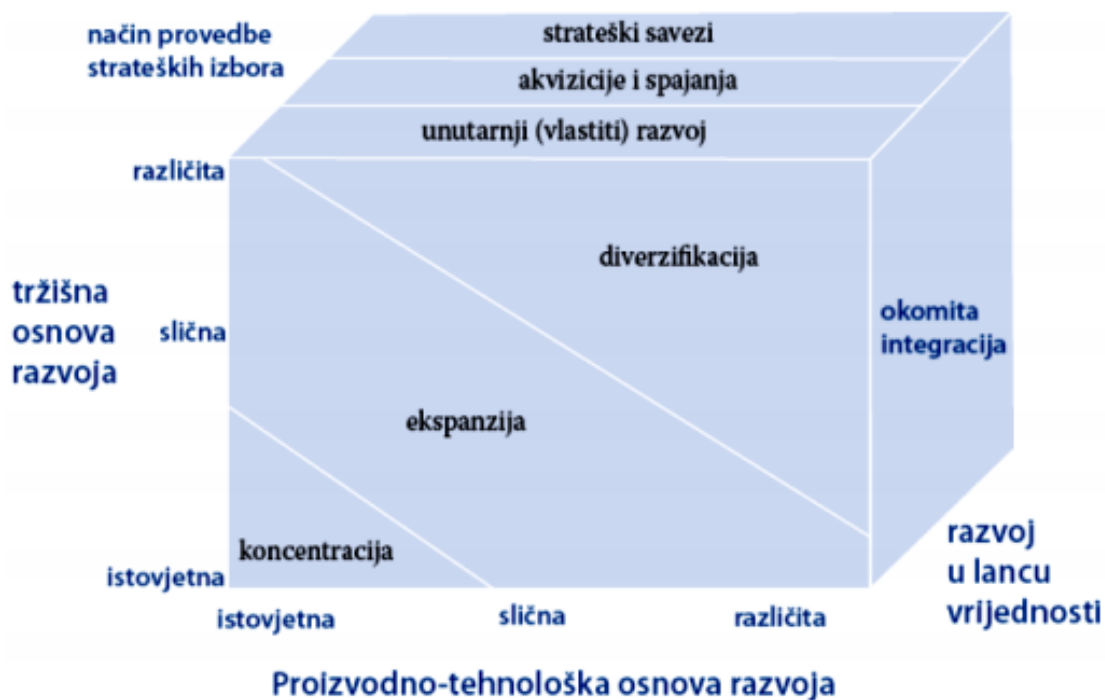 način provedbe
strateških izbora
strateški savezi
akvizicije i spajanja
unutarnji (vlastiti) razvoj
različita
diverzifikacija
tržišna
osnova
razvoja
slična
okomita
integracija
ekspanzija
koncentracija
istovjetna
istovjetna
slična
različita
razvoj
u lancu
vrijednosti
Proizvodno-tehnološka osnova razvoja